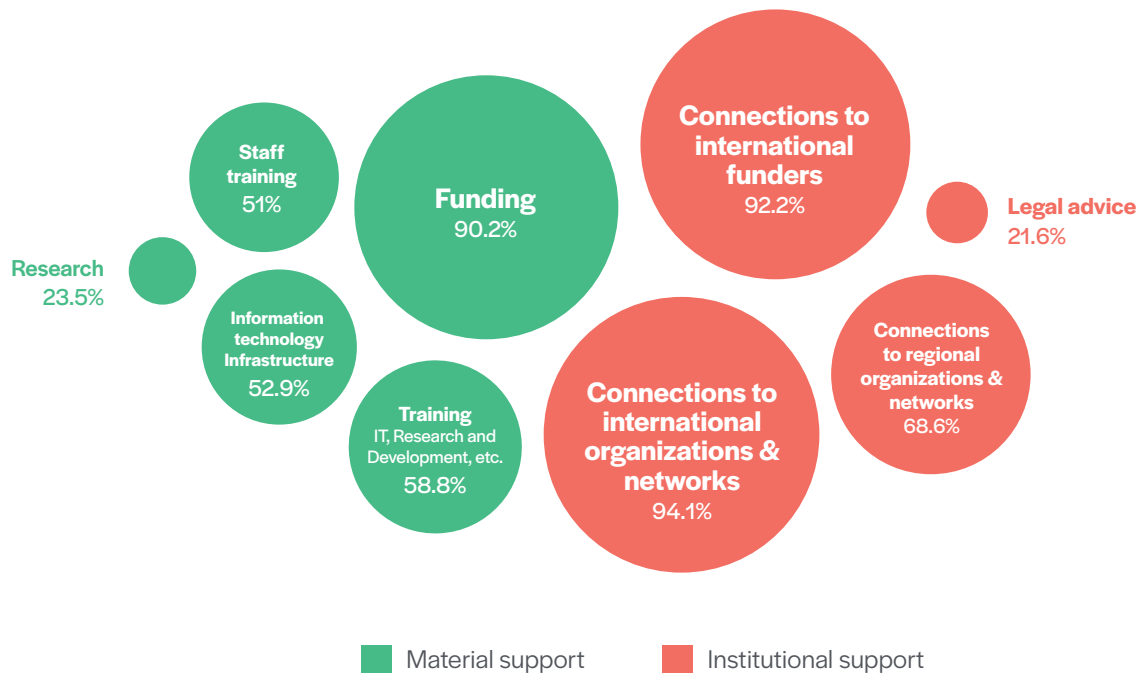 Staff
training
51%
Research
23.5%
Information
technology
Infrastructure
52.9%
Funding
90.2%
Training
IT, Research and
Development, etc.
58.8%
Connections to
international
funders
92.2%
Legal advice
21.6%
Connections to
international
organizations &
networks
94.1%
Connections
to regional
organizations &
networks
68.6%
Material support
Institutional support